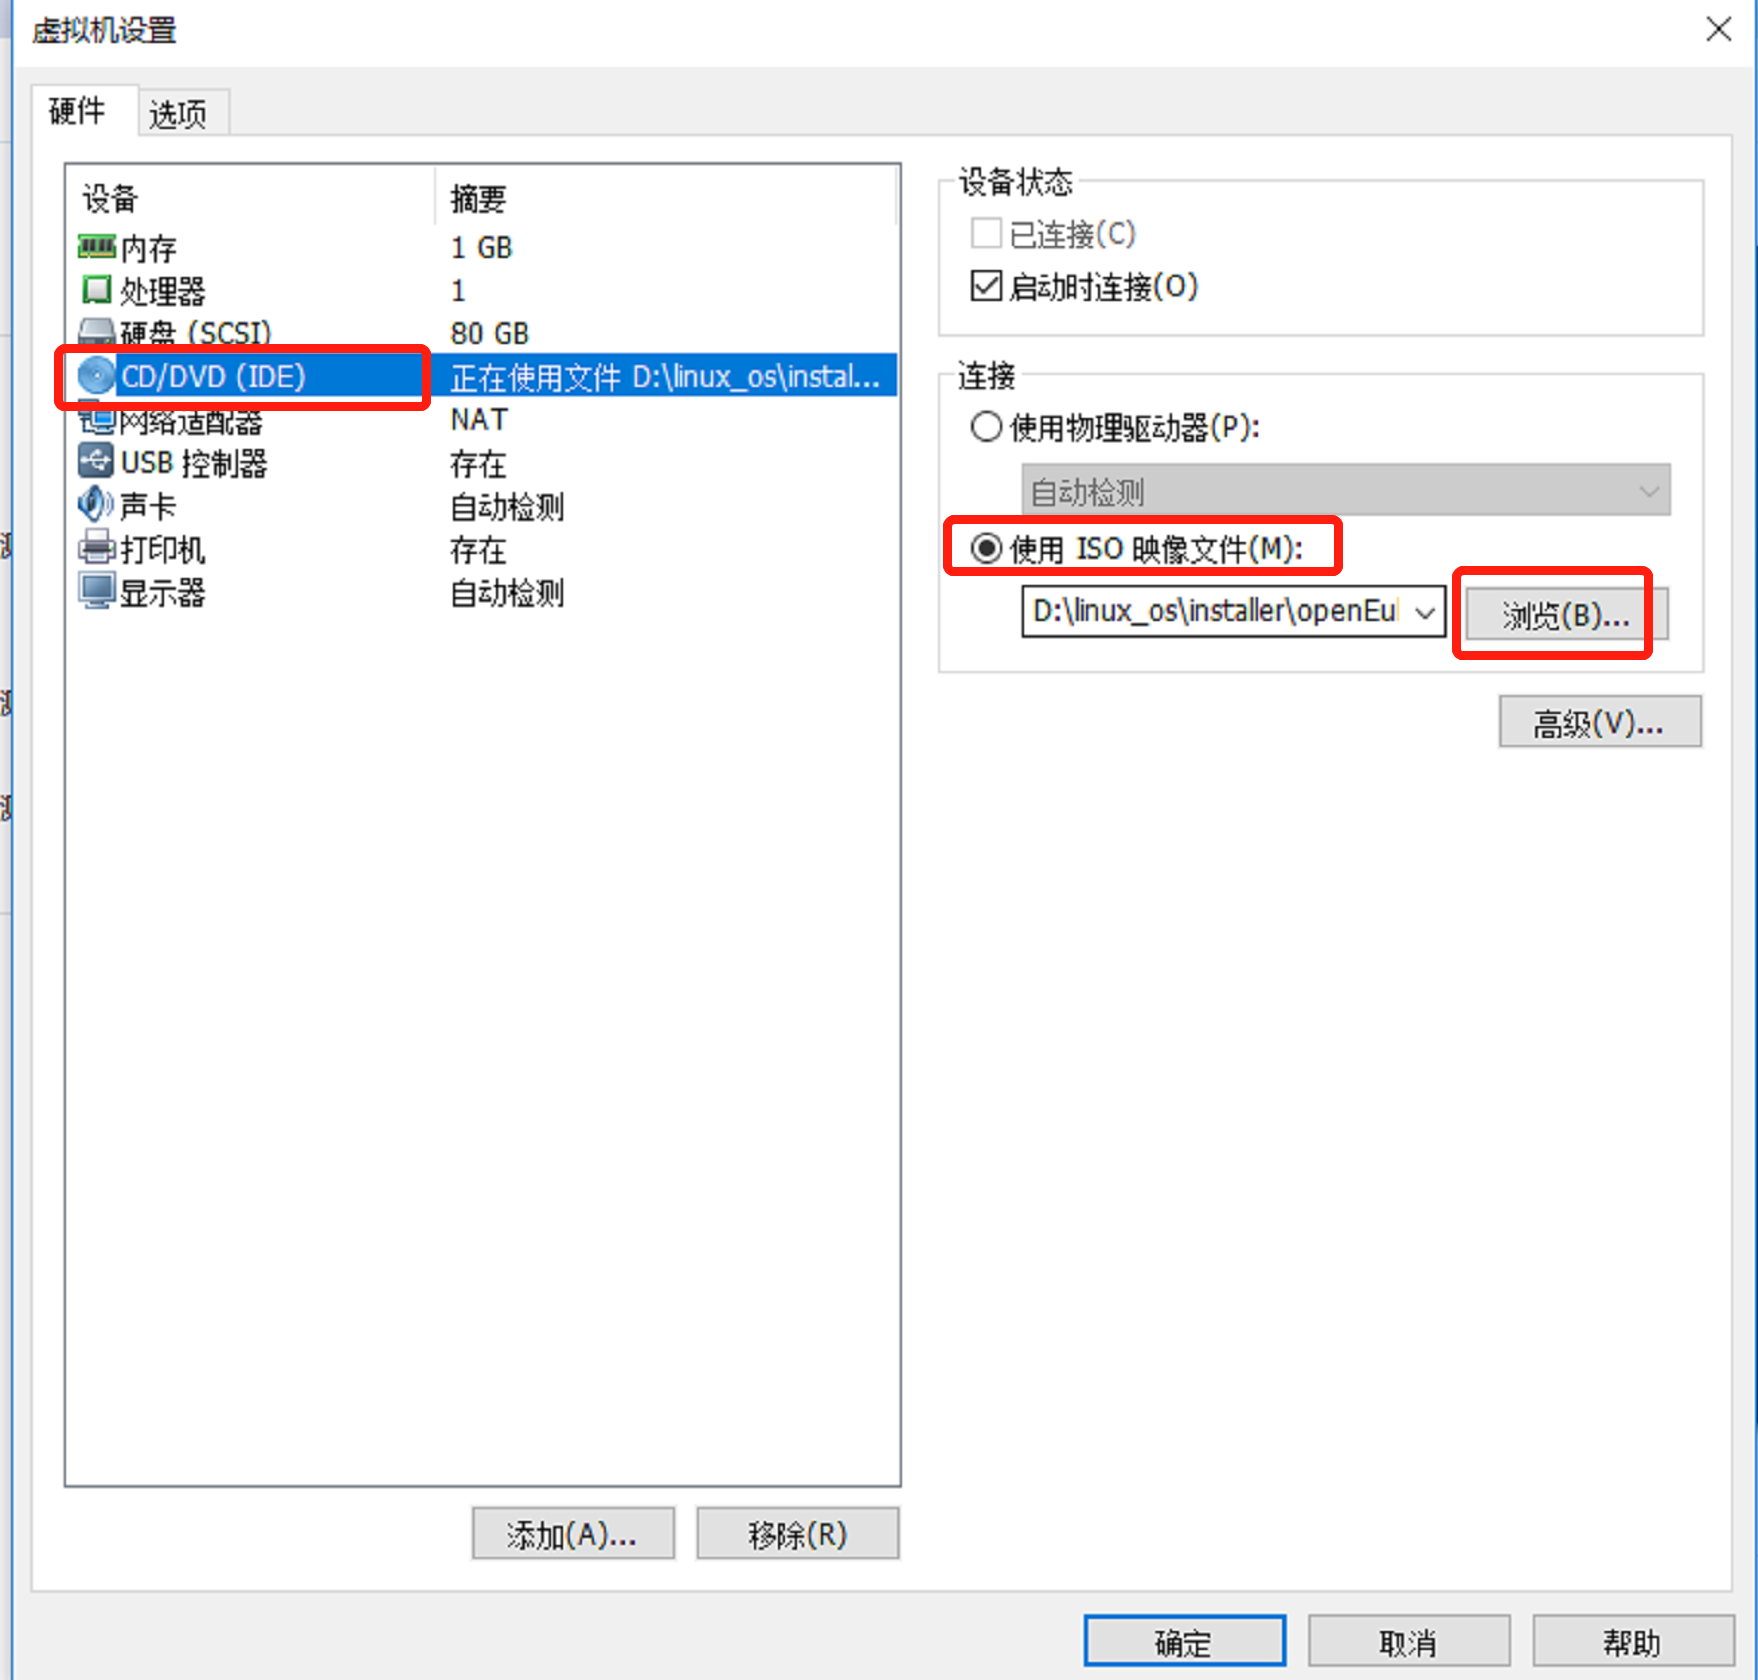 虚拟机设置
硬件 选项
设备 摘要
内存 1 GB
处理器 1
硬盘 (SCSI) 80 GB
CD/DVD (IDE) 正在使用文件 D:\linux_os\instal...
网络适配器 NAT
USB 控制器 存在
声卡 自动检测
打印机 存在
显示器 自动检测
添加(A)... 移除(R)
设备状态
已连接(C)
启动时连接(O)
连接
使用物理驱动器(P):
自动检测
使用 ISO 映像文件(M):
D:\linux_os\installer\openEul
浏览(B)...
高级(V)...
确定 取消 帮助